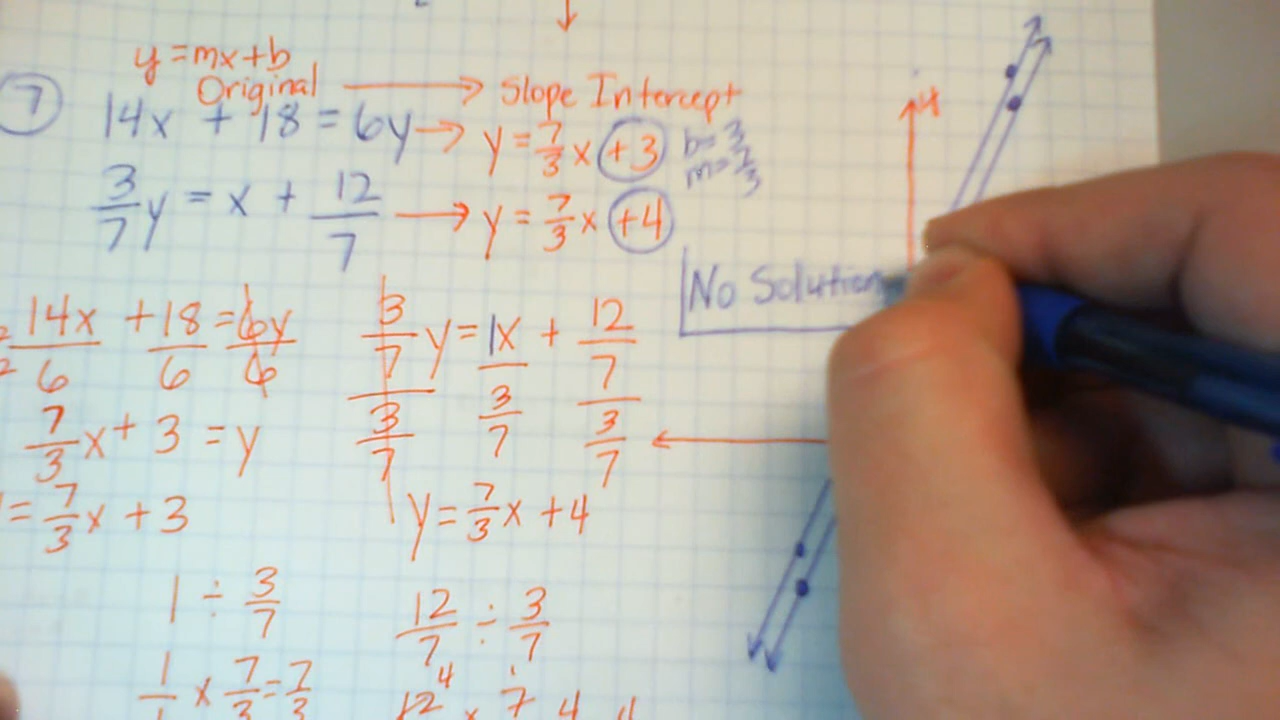 y = mx + b
Original → Slope Intercept
7
14x + 18 = 6y → y = 7/3 x + 3
b = 3
m = 7/3
3/7 y = x + 12/7 → y = 7/3 x + 4
No Solution
14x/6 + 18/6 = 6y/6
7/3 x + 3 = y
= 7/3 x + 3
3/7 y / 3/7 = 1x / 3/7 + 12/7 / 3/7
y = 7/3 x + 4
1 ÷ 3/7
1/1 × 7/3 = 7/3
12/7 ÷ 3/7